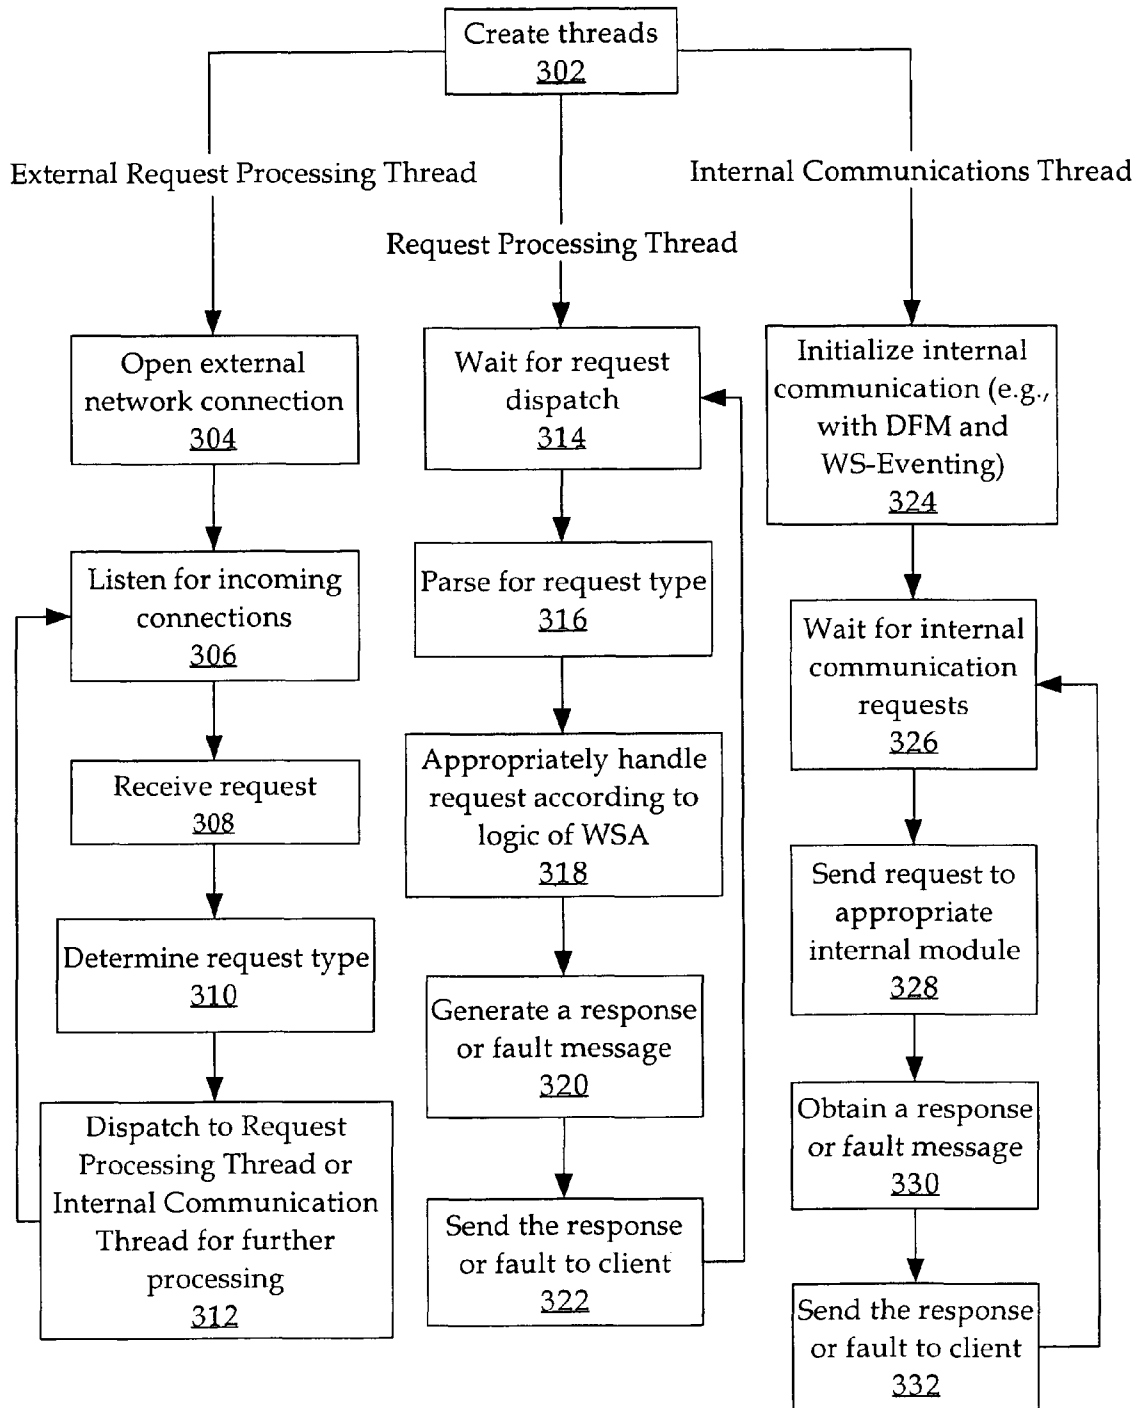 Create threads
302
External Request Processing Thread
Request Processing Thread
Internal Communications Thread
Open external
network connection
304
Listen for incoming
connections
306
Receive request
308
Determine request type
310
Dispatch to Request
Processing Thread or
Internal Communication
Thread for further
processing
312
Wait for request
dispatch
314
Parse for request type
316
Appropriately handle
request according to
logic of WSA
318
Generate a response
or fault message
320
Send the response
or fault to client
322
Initialize internal
communication (e.g.,
with DFM and
WS-Eventing)
324
Wait for internal
communication
requests
326
Send request to
appropriate
internal module
328
Obtain a response
or fault message
330
Send the response
or fault to client
332